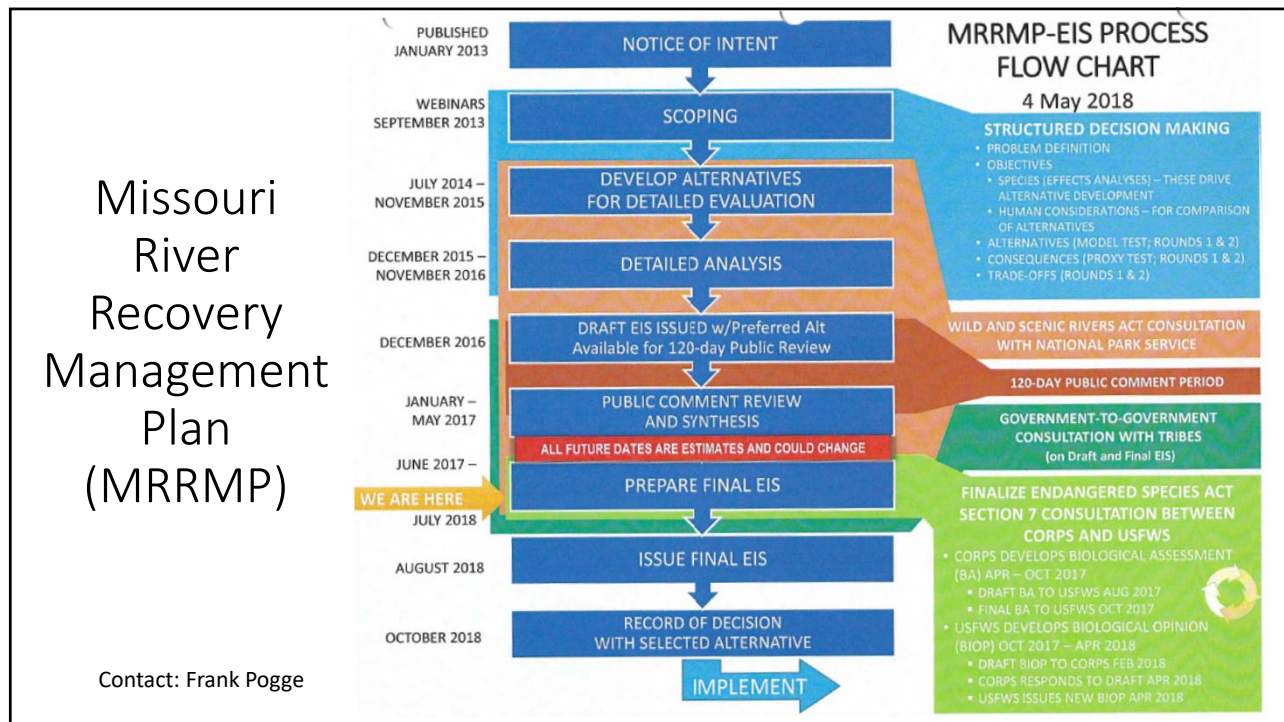 Missouri
River
Recovery
Management
Plan
(MRRMP)
Contact: Frank Pogge
MRRMP-EIS PROCESS
FLOW CHART
4 May 2018
PUBLISHED
JANUARY 2013
NOTICE OF INTENT
WEBINARS
SEPTEMBER 2013
SCOPING
JULY 2014 –
NOVEMBER 2015
DEVELOP ALTERNATIVES
FOR DETAILED EVALUATION
DECEMBER 2015 –
NOVEMBER 2016
DETAILED ANALYSIS
DECEMBER 2016
DRAFT EIS ISSUED w/Preferred Alt
Available for 120-day Public Review
JANUARY –
MAY 2017
PUBLIC COMMENT REVIEW
AND SYNTHESIS
ALL FUTURE DATES ARE ESTIMATES AND COULD CHANGE
JUNE 2017 –
WE ARE HERE
JULY 2018
PREPARE FINAL EIS
AUGUST 2018
ISSUE FINAL EIS
OCTOBER 2018
RECORD OF DECISION
WITH SELECTED ALTERNATIVE
IMPLEMENT
STRUCTURED DECISION MAKING
• PROBLEM DEFINITION
• OBJECTIVES
• SPECIES (EFFECTS ANALYSES) – THESE DRIVE
ALTERNATIVE DEVELOPMENT
• HUMAN CONSIDERATIONS – FOR COMPARISON
OF ALTERNATIVES
• ALTERNATIVES (MODEL TEST; ROUNDS 1 & 2)
• CONSEQUENCES (PROXY TEST; ROUNDS 1 & 2)
• TRADE-OFFS (ROUNDS 1 & 2)
WILD AND SCENIC RIVERS ACT CONSULTATION
WITH NATIONAL PARK SERVICE
120-DAY PUBLIC COMMENT PERIOD
GOVERNMENT-TO-GOVERNMENT
CONSULTATION WITH TRIBES
(on Draft and Final EIS)
FINALIZE ENDANGERED SPECIES ACT
SECTION 7 CONSULTATION BETWEEN
CORPS AND USFWS
• CORPS DEVELOPS BIOLOGICAL ASSESSMENT
(BA) APR – OCT 2017
▪ DRAFT BA TO USFWS AUG 2017
▪ FINAL BA TO USFWS OCT 2017
• USFWS DEVELOPS BIOLOGICAL OPINION
(BIOP) OCT 2017 – APR 2018
▪ DRAFT BIOP TO CORPS FEB 2018
▪ CORPS RESPONDS TO DRAFT APR 2018
▪ USFWS ISSUES NEW BIOP APR 2018